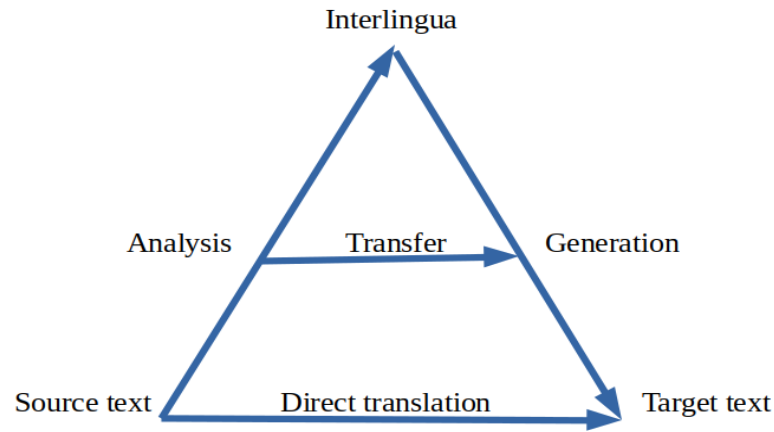 Interlingua
Analysis
Transfer
Generation
Source text
Direct translation
Target text